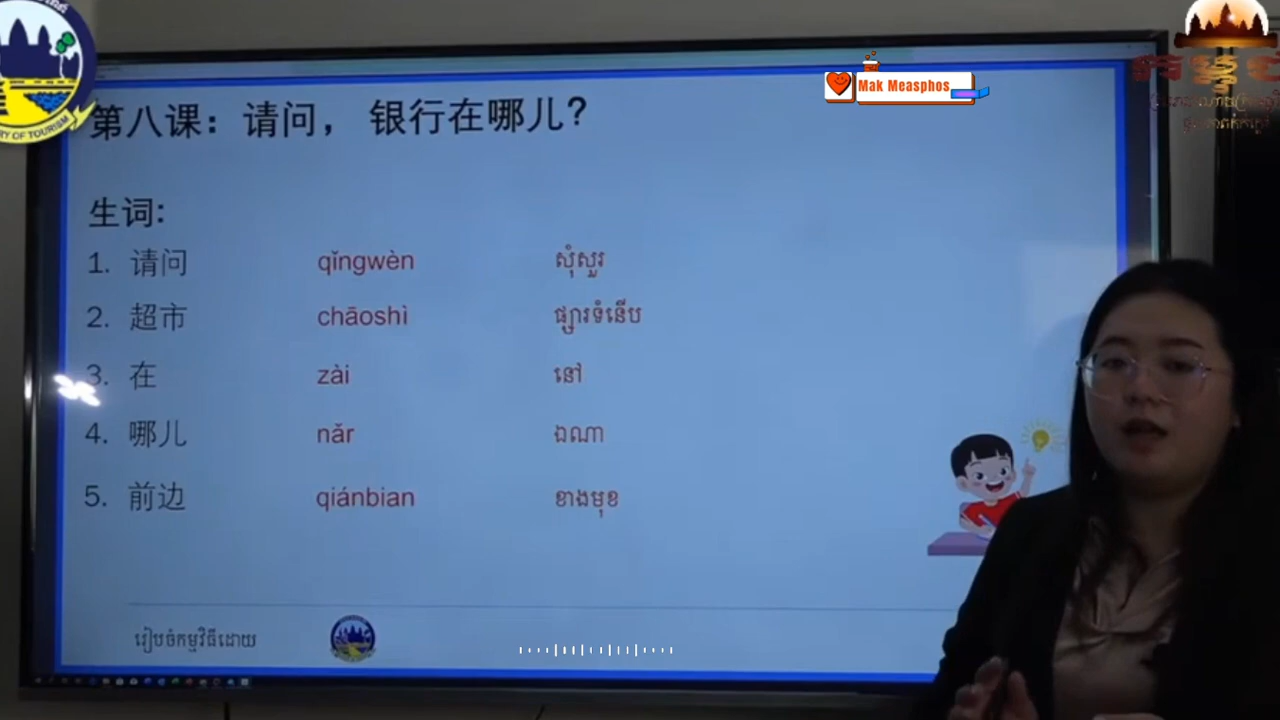 RY OF TOURISM
Mak Measphos
第八课：请问， 银行在哪儿？
生词:
1. 请问 qǐngwèn សុំសួរ
2. 超市 chāoshì ផ្សារទំនើប
3. 在 zài នៅ
4. 哪儿 nǎr ឯណា
5. 前边 qiánbian ខាងមុខ
រៀបចំកម្មវិធីដោយ